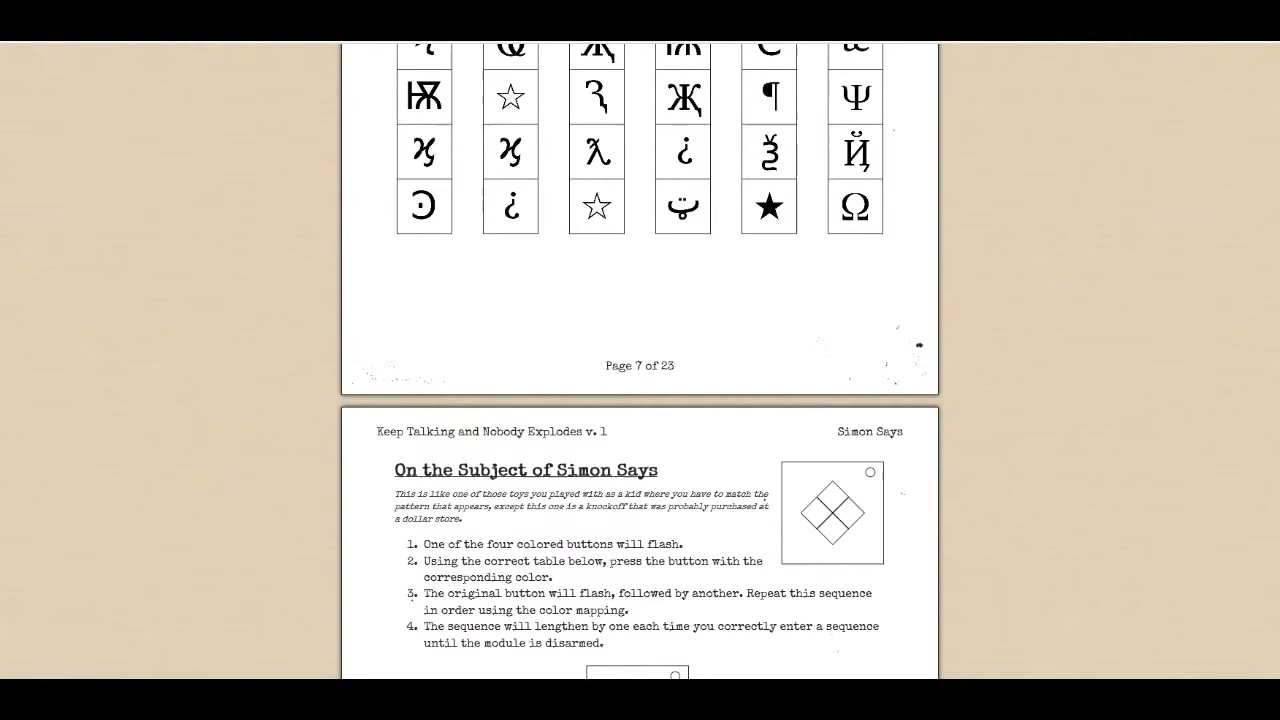 Ѭ ☆ Ԇ Җ ¶ Ψ
ϗ ϗ ƛ ¿ Ѯ Ҋ
Ͽ ¿ ☆ ټ ★ Ω
Page 7 of 23
Keep Talking and Nobody Explodes v. 1 Simon Says
On the Subject of Simon Says
This is like one of those toys you played with as a kid where you have to match the
pattern that appears, except this one is a knockoff that was probably purchased at
a dollar store.
1. One of the four colored buttons will flash.
2. Using the correct table below, press the button with the
corresponding color.
3. The original button will flash, followed by another. Repeat this sequence
in order using the color mapping.
4. The sequence will lengthen by one each time you correctly enter a sequence
until the module is disarmed.